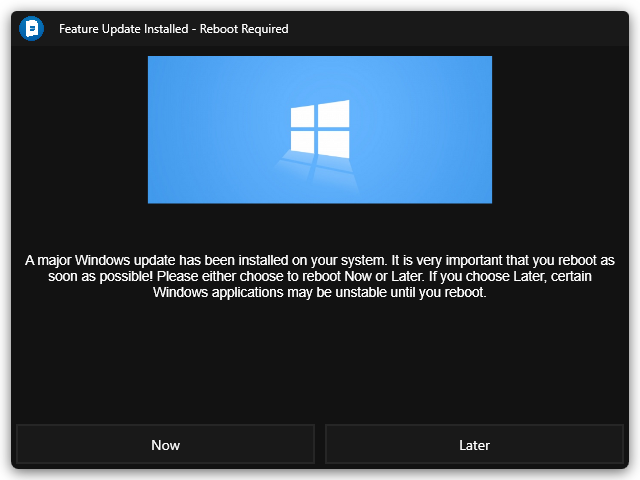 Feature Update Installed - Reboot Required
A major Windows update has been installed on your system. It is very important that you reboot as
soon as possible! Please either choose to reboot Now or Later. If you choose Later, certain
Windows applications may be unstable until you reboot.
Now
Later